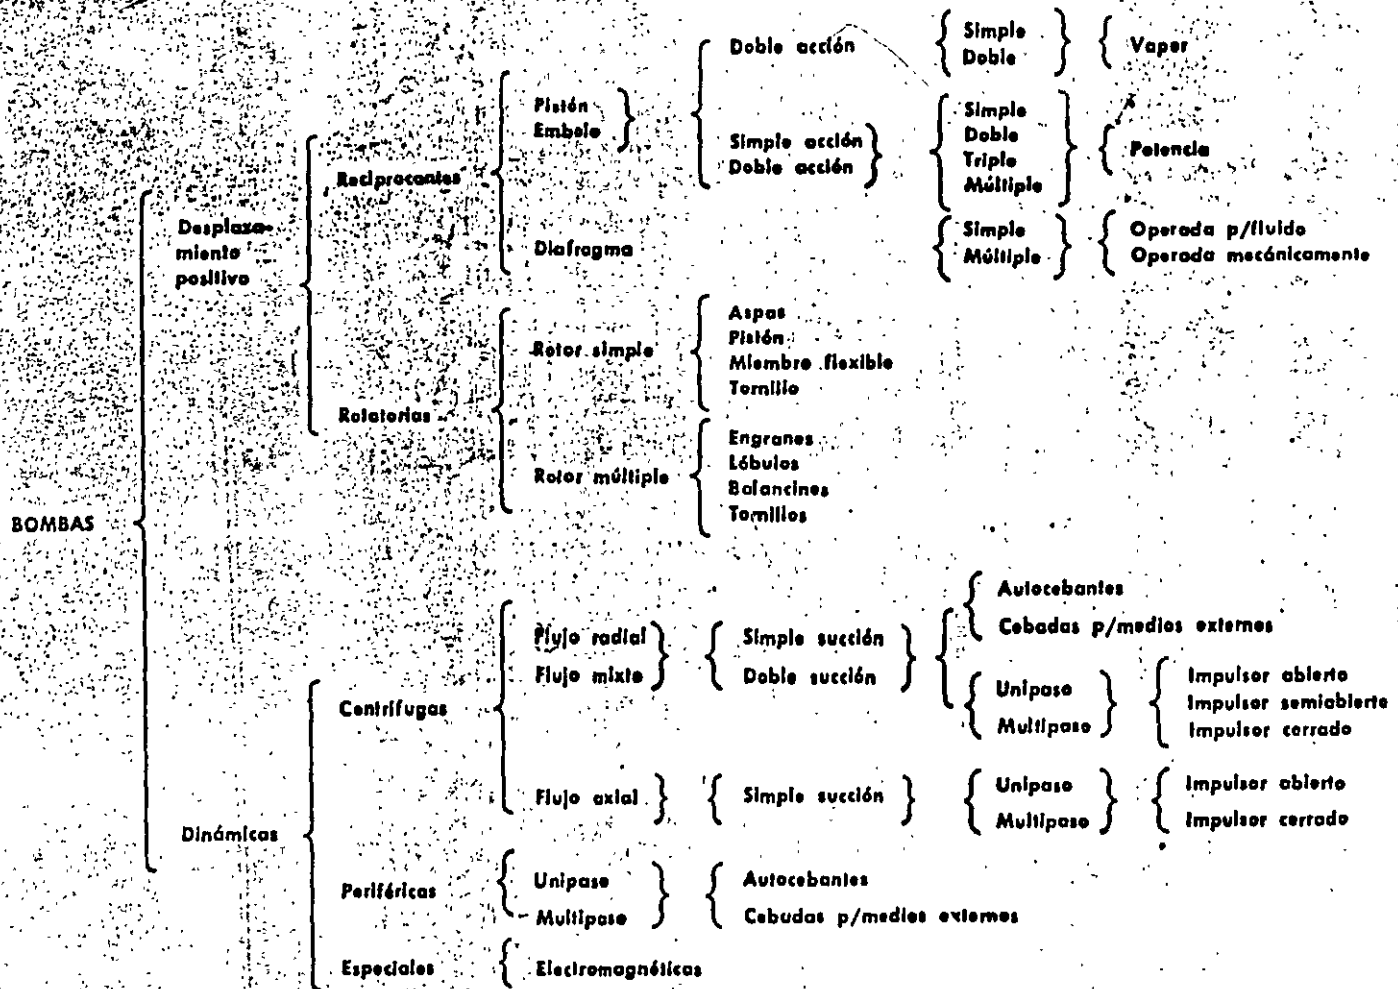 BOMBAS
Desplaza-
miento
positivo
Reciprocantes
Pistón
Embolo
Doble acción
Simple
Doble
Vapor
Simple acción
Doble acción
Simple
Doble
Triple
Múltiple
Potencia
Diafragma
Simple
Múltiple
Operada p/fluido
Operada mecánicamente
Rotatorias
Rotor simple
Aspas
Pistón
Miembro flexible
Tornillo
Rotor múltiple
Engranes
Lóbulos
Balancines
Tornillos
Dinámicas
Centrífugas
Flujo radial
Flujo mixto
Simple succión
Doble succión
Autocebantes
Cebadas p/medios externos
Unipaso
Multipaso
Impulsor abierto
Impulsor semiabierto
Impulsor cerrado
Flujo axial
Simple succión
Unipaso
Multipaso
Impulsor abierto
Impulsor cerrado
Periféricas
Unipaso
Multipaso
Autocebantes
Cebadas p/medios externos
Especiales
Electromagnéticas